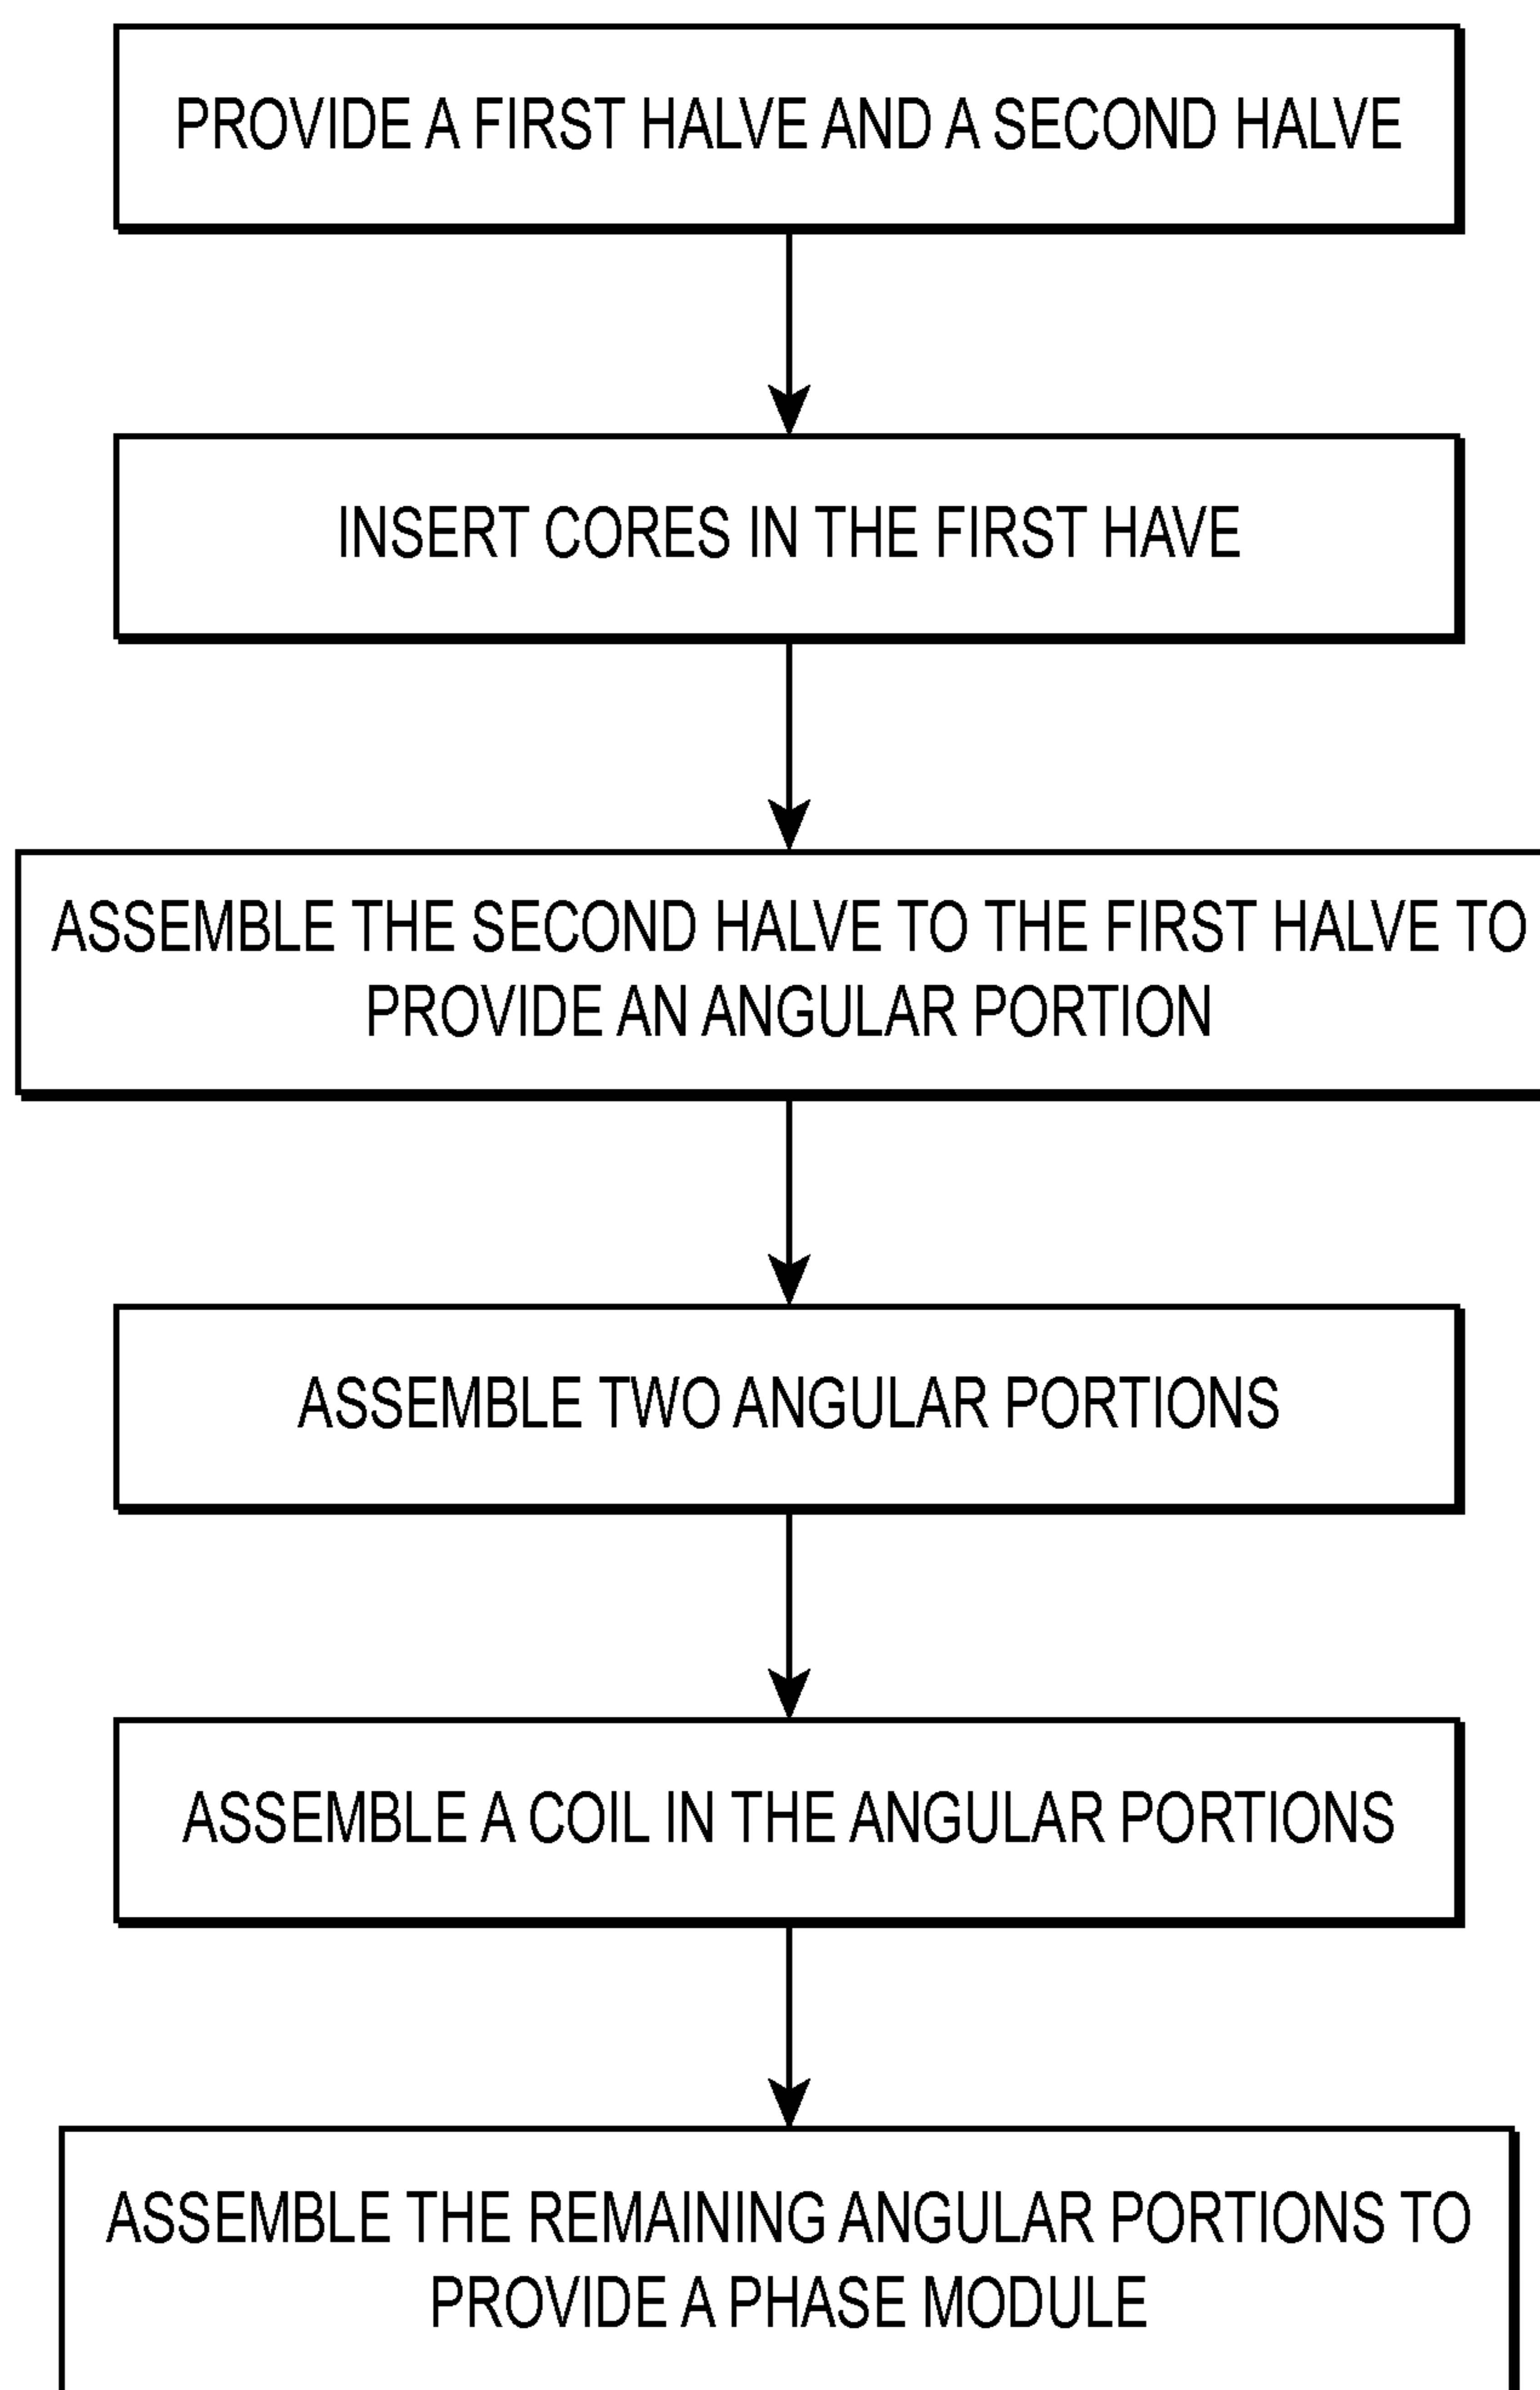 PROVIDE A FIRST HALVE AND A SECOND HALVE
INSERT CORES IN THE FIRST HAVE
ASSEMBLE THE SECOND HALVE TO THE FIRST HALVE TO
PROVIDE AN ANGULAR PORTION
ASSEMBLE TWO ANGULAR PORTIONS
ASSEMBLE A COIL IN THE ANGULAR PORTIONS
ASSEMBLE THE REMAINING ANGULAR PORTIONS TO
PROVIDE A PHASE MODULE